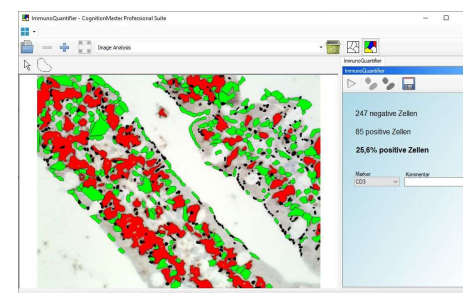 ImmunoQuantifier - CognitionMaster Professional Suite
Image Analysis
ImmunoQuantifier
ImmunoQuantifier
247 negative Zellen
85 positive Zellen
25,6% positive Zellen
Marker Kommentar
CD3